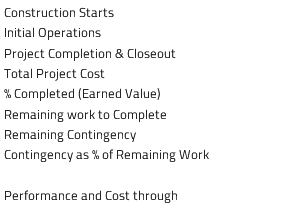 Construction Starts
Initial Operations
Project Completion & Closeout
Total Project Cost
% Completed (Earned Value)
Remaining work to Complete
Remaining Contingency
Contingency as % of Remaining Work
Performance and Cost through